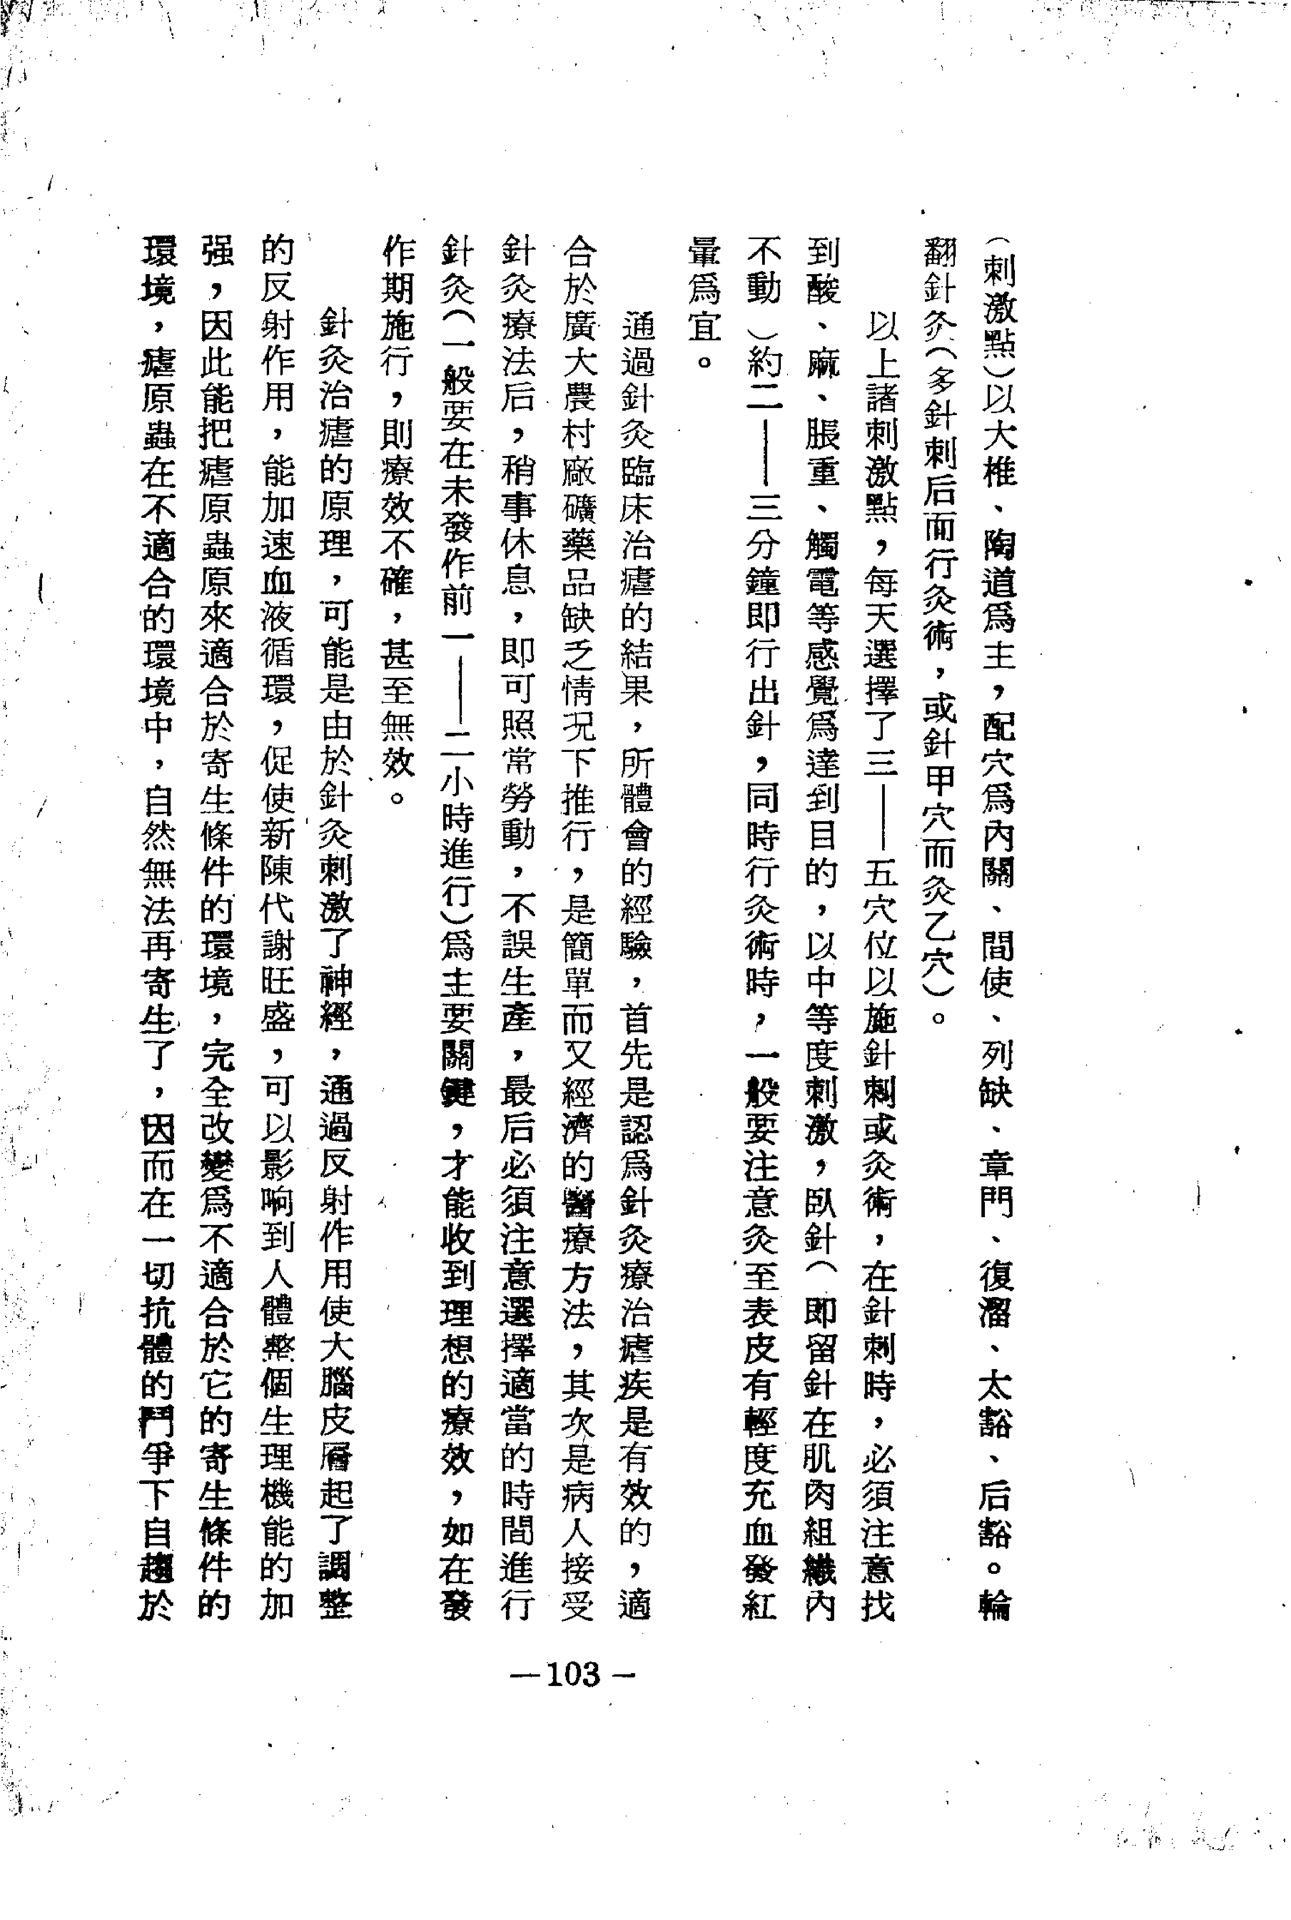 （刺激點）以大椎、陶道爲主，配穴爲內關、間使、列缺、章門、復溜、太谿、后谿。輪
翻針灸（多針刺后而行灸術，或針甲穴而灸乙穴）。
以上諸刺激點，每天選擇了三——五穴位以施針刺或灸術，在針刺時，必須注意找
到酸、麻、脹重、觸電等感覺爲達到目的，以中等度刺激，臥針（即留針在肌肉組織內
不動）約二——三分鐘即行出針，同時行灸術時，一般要注意灸至表皮有輕度充血發紅
暈爲宜。
通過針灸臨床治瘧的結果，所體會的經驗，首先是認爲針灸療治瘧疾是有效的，適
合於廣大農村廠礦藥品缺乏情况下推行，是簡單而又經濟的醫療方法，其次是病人接受
針灸療法后，稍事休息，即可照常勞動，不誤生產，最后必須注意選擇適當的時間進行
針灸（一般要在未發作前一——二小時進行）爲主要關鍵，才能收到理想的療效，如在發
作期施行，則療效不確，甚至無效。
針灸治瘧的原理，可能是由於針灸刺激了神經，通過反射作用使大腦皮層起了調整
的反射作用，能加速血液循環，促使新陳代謝旺盛，可以影响到人體整個生理機能的加
强，因此能把瘧原蟲原來適合於寄生條件的環境，完全改變爲不適合於它的寄生條件的
環境，瘧原蟲在不適合的環境中，自然無法再寄生了，因而在一切抗體的鬥爭下自趨於
—103－